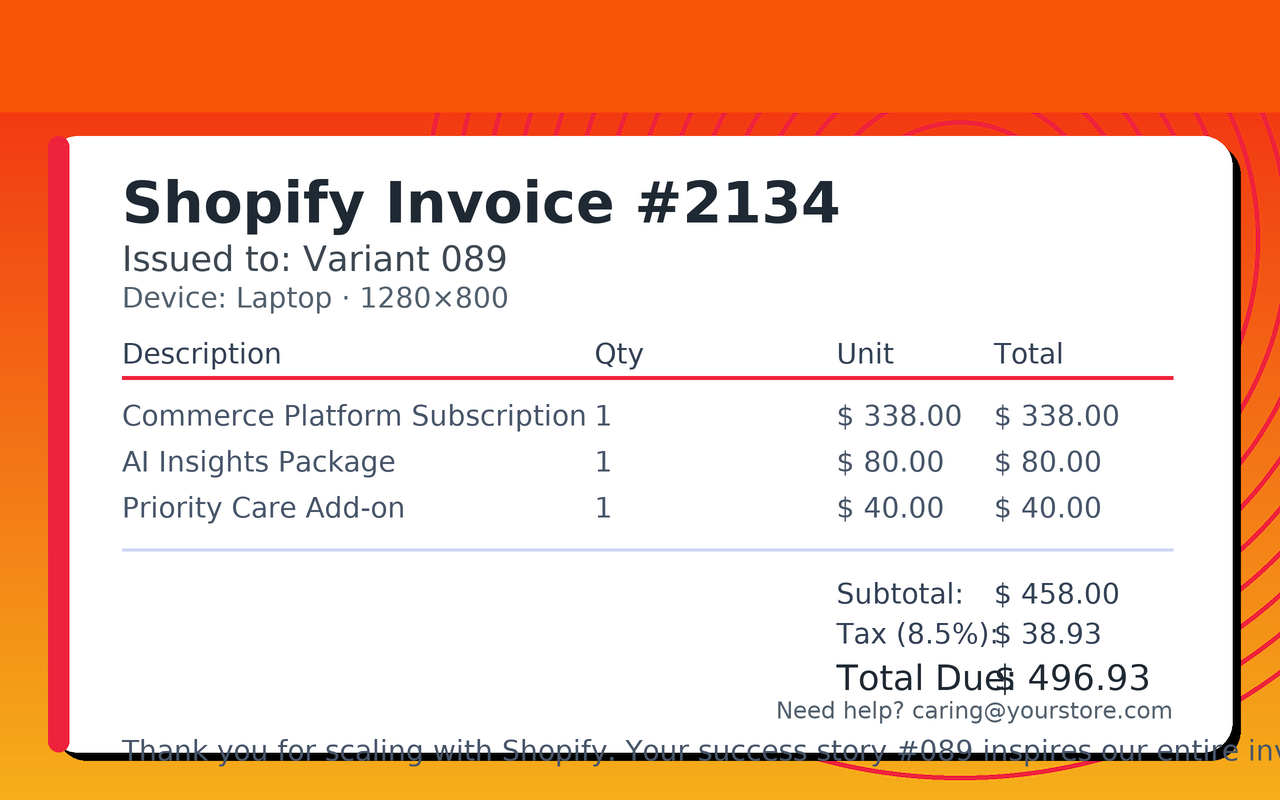 Shopify Invoice #2134
Issued to: Variant 089
Device: Laptop · 1280×800
Description Qty Unit Total
Commerce Platform Subscription 1 $ 338.00 $ 338.00
AI Insights Package 1 $ 80.00 $ 80.00
Priority Care Add-on 1 $ 40.00 $ 40.00
Subtotal: $ 458.00
Tax (8.5%): $ 38.93
Total Due: $ 496.93
Need help? caring@yourstore.com
Thank you for scaling with Shopify. Your success story #089 inspires our entire